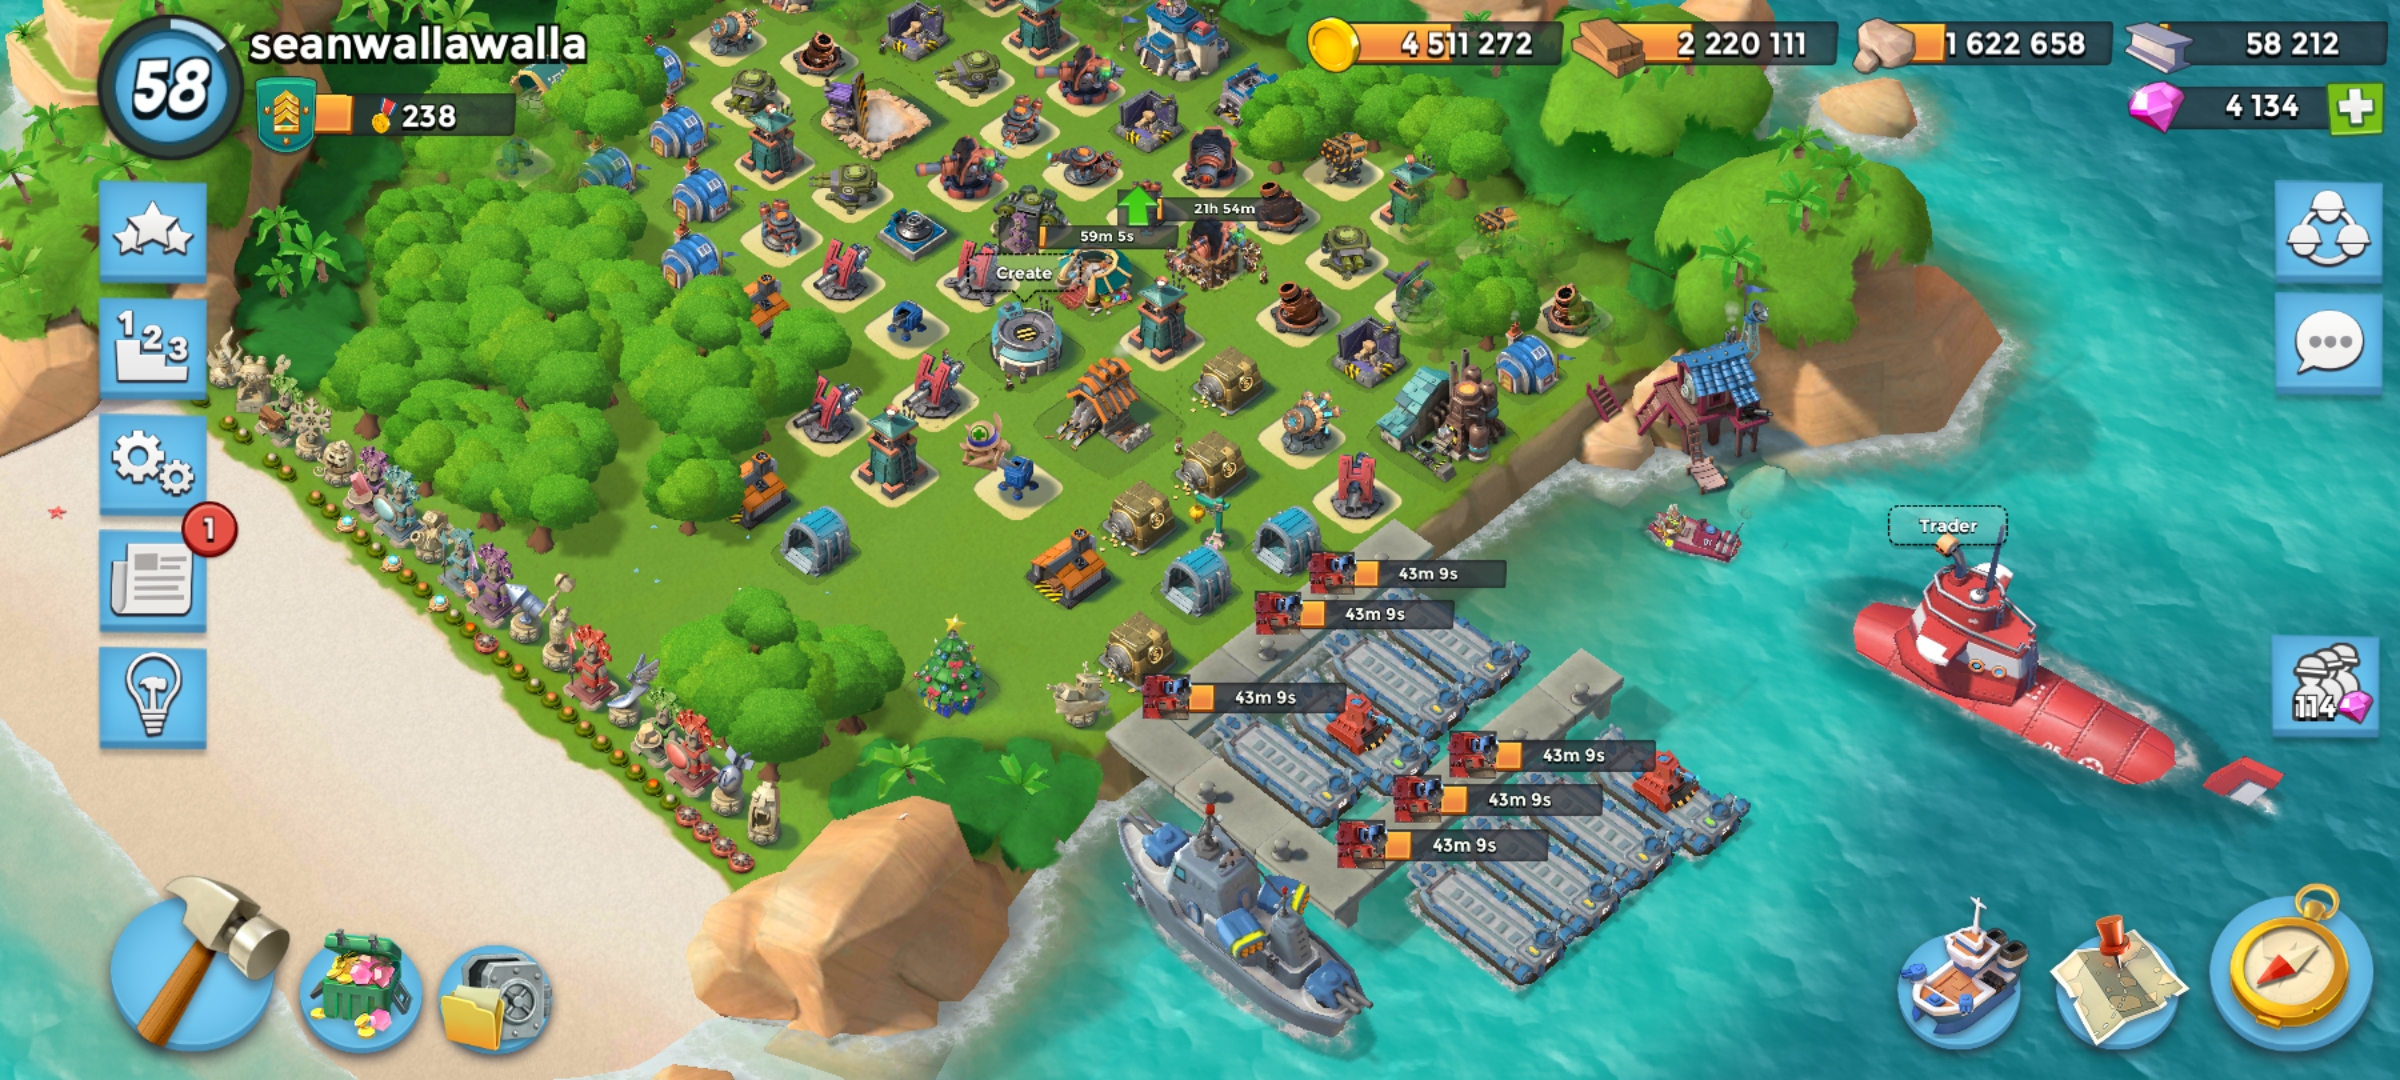 58
seanwallawalla
238
4 511 272
2 220 111
1 622 658
58 212
4 134
123
1
21h 54m
59m 5s
Create
Trader
43m 9s
43m 9s
43m 9s
43m 9s
43m 9s
43m 9s
114